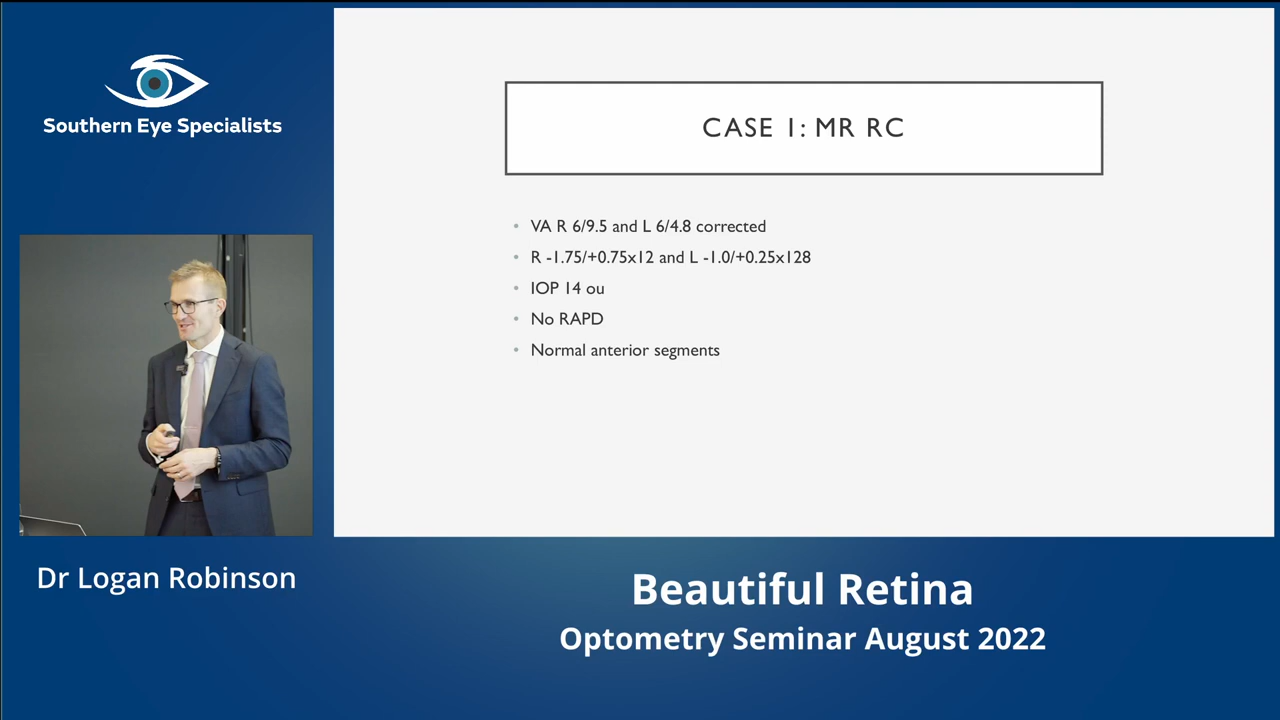 Southern Eye Specialists
CASE 1: MR RC
• VA R 6/9.5 and L 6/4.8 corrected
• R -1.75/+0.75x12 and L -1.0/+0.25x128
• IOP 14 ou
• No RAPD
• Normal anterior segments
Dr Logan Robinson
Beautiful Retina
Optometry Seminar August 2022